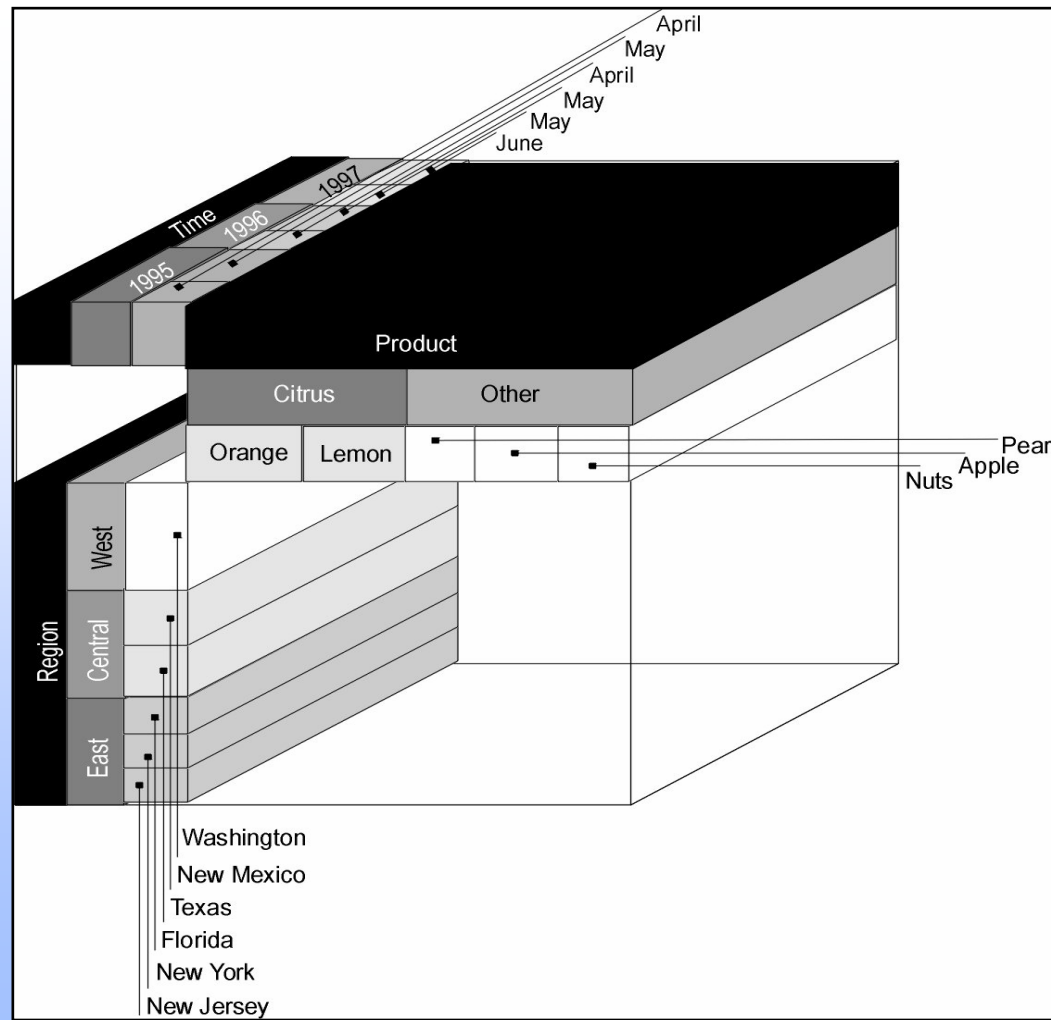 April
May
April
May
May
June
Time
1997
1996
1995
Product
Citrus
Other
Orange
Lemon
Pear
Apple
Nuts
Region
West
Central
East
Washington
New Mexico
Texas
Florida
New York
New Jersey